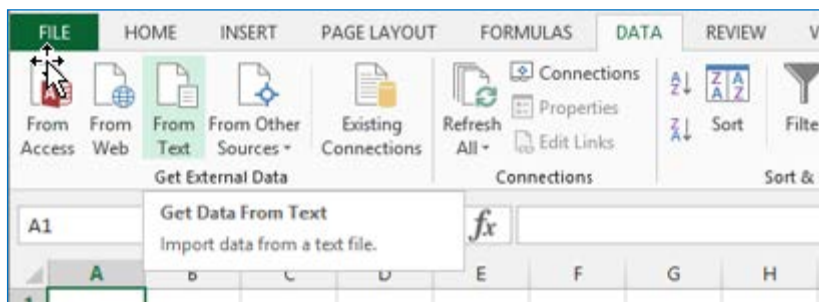 FILE HOME INSERT PAGE LAYOUT FORMULAS DATA REVIEW V
From Access
From Web
From Text
From Other Sources
Existing Connections
Get External Data
Refresh All
Connections
Properties
Edit Links
Connections
Sort
Filte
Sort &
A1
fx
Get Data From Text
Import data from a text file.
A B C D E F G H
1